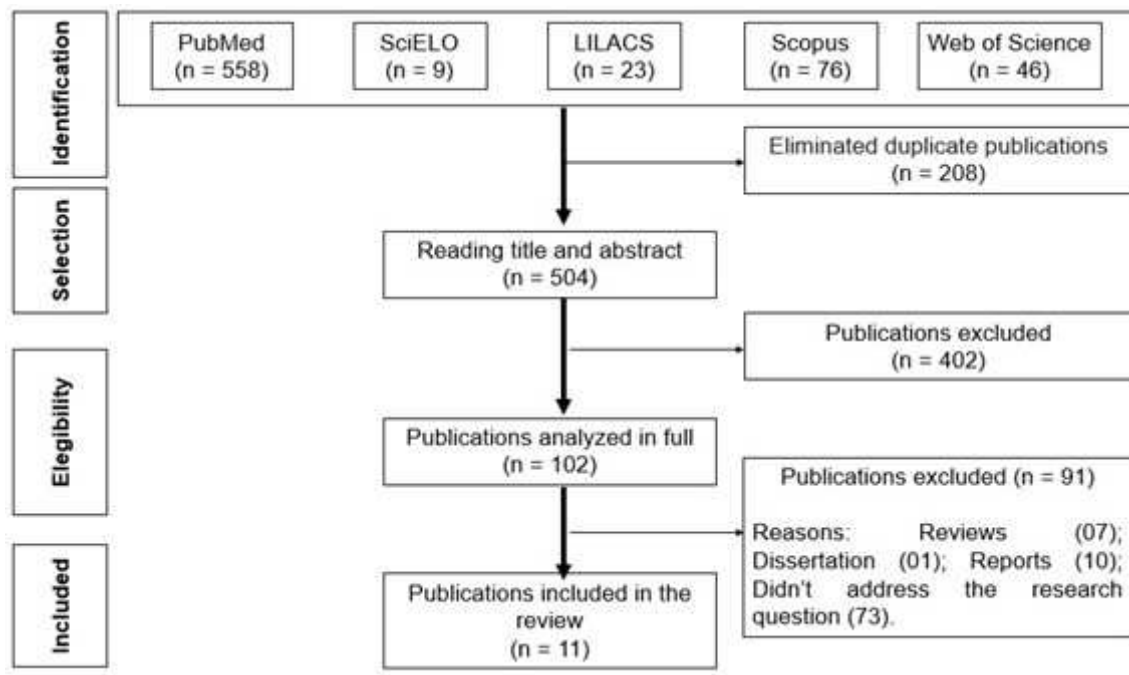 Identification
PubMed
(n = 558)
SciELO
(n = 9)
LILACS
(n = 23)
Scopus
(n = 76)
Web of Science
(n = 46)
Eliminated duplicate publications
(n = 208)
Selection
Reading title and abstract
(n = 504)
Publications excluded
(n = 402)
Elegibility
Publications analyzed in full
(n = 102)
Publications excluded (n = 91)
Reasons: Reviews (07);
Dissertation (01); Reports (10);
Didn't address the research
question (73).
Included
Publications included in the
review
(n = 11)